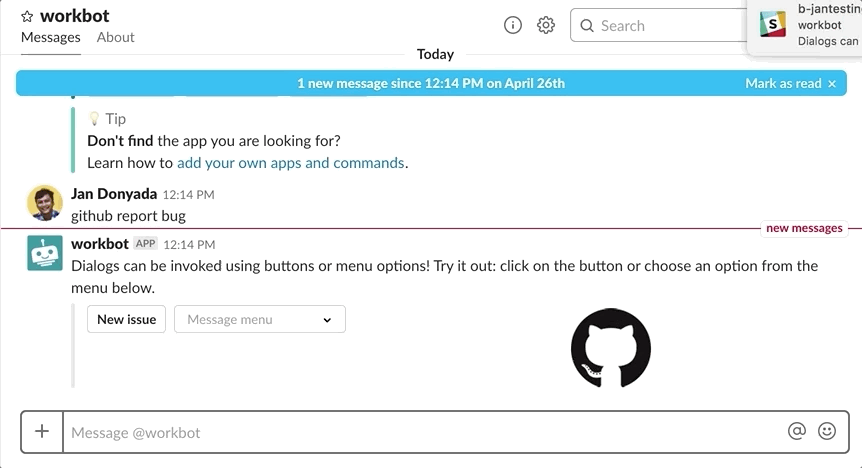 workbot
Messages About
Search
b-jantesting
workbot
Dialogs can
Today
1 new message since 12:14 PM on April 26th
Mark as read ×
Tip
Don't find the app you are looking for?
Learn how to add your own apps and commands.
Jan Donyada 12:14 PM
github report bug
new messages
workbot APP 12:14 PM
Dialogs can be invoked using buttons or menu options! Try it out: click on the button or choose an option from the
menu below.
New issue
Message menu
Message @workbot